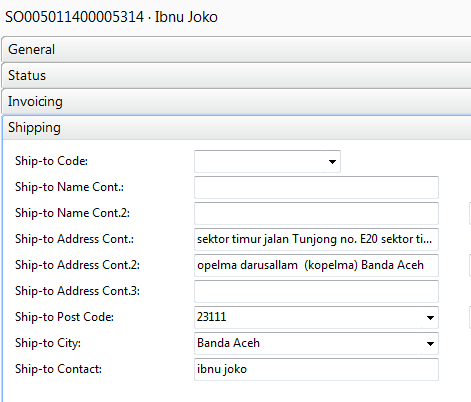 SO005011400005314 · Ibnu Joko
General
Status
Invoicing
Shipping
Ship-to Code:
Ship-to Name Cont.:
Ship-to Name Cont.2:
Ship-to Address Cont.: sektor timur jalan Tunjong no. E20 sektor ti...
Ship-to Address Cont.2: opelma darusallam (kopelma) Banda Aceh
Ship-to Address Cont.3:
Ship-to Post Code: 23111
Ship-to City: Banda Aceh
Ship-to Contact: ibnu joko